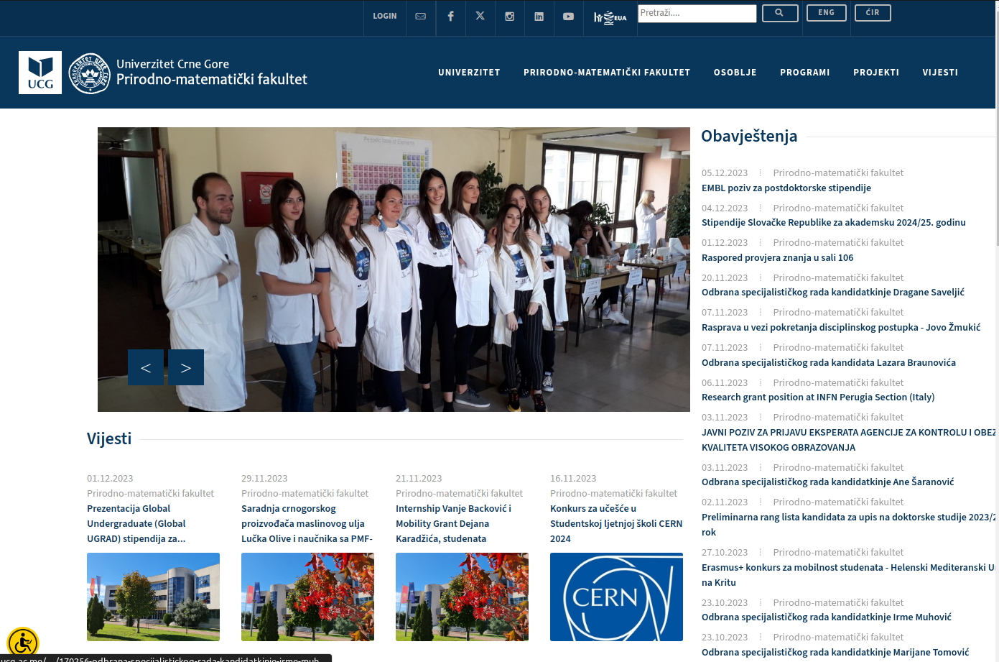 LOGIN
EUA
Pretraži....
ENG
ĆIR
UCG
Univerzitet Crne Gore
Prirodno-matematički fakultet
UNIVERZITET
PRIRODNO-MATEMATIČKI FAKULTET
OSOBLJE
PROGRAMI
PROJEKTI
VIJESTI
Periodic Table of Elements
<
>
Obavještenja
05.12.2023 Prirodno-matematički fakultet
EMBL poziv za postdoktorske stipendije
04.12.2023 Prirodno-matematički fakultet
Stipendije Slovačke Republike za akademsku 2024/25. godinu
01.12.2023 Prirodno-matematički fakultet
Raspored provjera znanja u sali 106
20.11.2023 Prirodno-matematički fakultet
Odbrana specijalističkog rada kandidatkinje Dragane Saveljić
07.11.2023 Prirodno-matematički fakultet
Rasprava u vezi pokretanja disciplinskog postupka - Jovo Žmukić
07.11.2023 Prirodno-matematički fakultet
Odbrana specijalističkog rada kandidata Lazara Braunovića
06.11.2023 Prirodno-matematički fakultet
Research grant position at INFN Perugia Section (Italy)
03.11.2023 Prirodno-matematički fakultet
JAVNI POZIV ZA PRIJAVU EKSPERATA AGENCIJE ZA KONTROLU I OBEZ
KVALITETA VISOKOG OBRAZOVANJA
03.11.2023 Prirodno-matematički fakultet
Odbrana specijalističkog rada kandidatkinje Ane Šaranović
02.11.2023 Prirodno-matematički fakultet
Preliminarna rang lista kandidata za upis na doktorske studije 2023/2
rok
27.10.2023 Prirodno-matematički fakultet
Erasmus+ konkurs za mobilnost studenata - Helenski Mediteranski U
na Kritu
23.10.2023 Prirodno-matematički fakultet
Odbrana specijalističkog rada kandidatkinje Irme Muhović
23.10.2023 Prirodno-matematički fakultet
Odbrana specijalističkog rada kandidatkinje Marijane Tomović
Vijesti
01.12.2023
Prirodno-matematički fakultet
Prezentacija Global
Undergraduate (Global
UGRAD) stipendija za...
29.11.2023
Prirodno-matematički fakultet
Saradnja crnogorskog
proizvođača maslinovog ulja
Lučka Olive i naučnika sa PMF-
21.11.2023
Prirodno-matematički fakultet
Internship Vanje Backović i
Mobility Grant Dejana
Karadžića, studenata
16.11.2023
Prirodno-matematički fakultet
Konkurs za učešće u
Studentskoj ljetnjoj školi CERN
2024
CERN
ucg.ac.me/.../170256-odbrana-specijalistickog-rada-kandidatkinje-irme-muh...